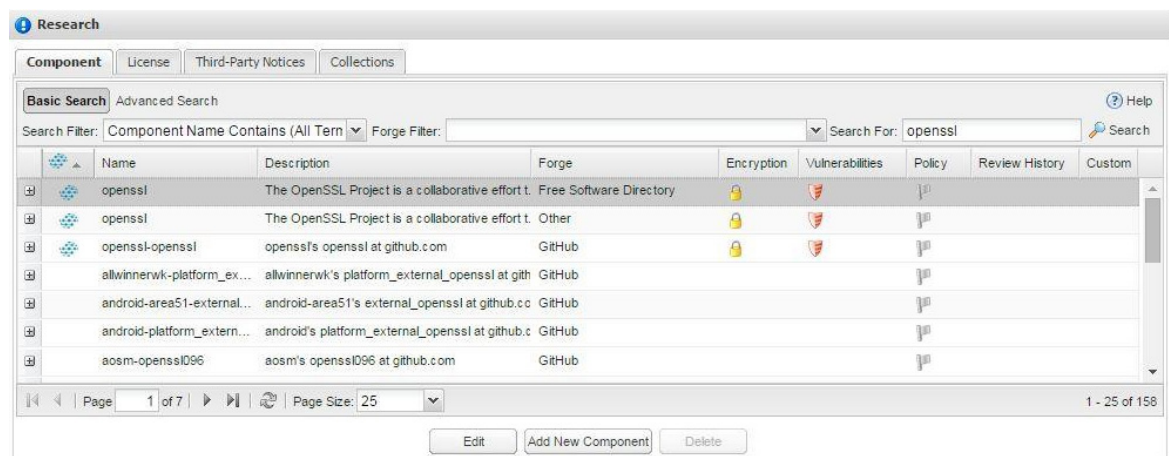 Research
Component License Third-Party Notices Collections
Basic Search Advanced Search Help
Search Filter: Component Name Contains (All Tern Forge Filter: Search For: openssl Search
Name Description Forge Encryption Vulnerabilities Policy Review History Custom
openssl The OpenSSL Project is a collaborative effort t. Free Software Directory
openssl The OpenSSL Project is a collaborative effort t. Other
openssl-openssl openssl's openssl at github.com GitHub
allwinnerwk-platform_ex... allwinnerwk's platform_external_openssl at gith GitHub
android-area51-external... android-area51's external_openssl at github.cc GitHub
android-platform_extern... android's platform_external_openssl at github.c GitHub
aosm-openssl096 aosm's openssl096 at github.com GitHub
Page 1 of 7 Page Size: 25 1 - 25 of 158
Edit Add New Component Delete